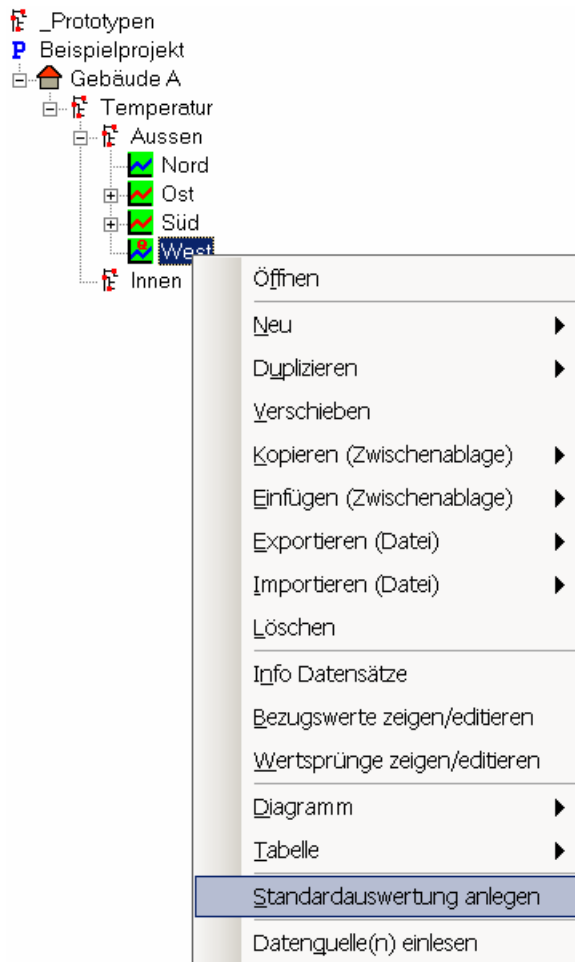 _Prototypen
P Beispielprojekt
Gebäude A
Temperatur
Aussen
Nord
Ost
Süd
West
Innen
Öffnen
Neu
Duplizieren
Verschieben
Kopieren (Zwischenablage)
Einfügen (Zwischenablage)
Exportieren (Datei)
Importieren (Datei)
Löschen
Info Datensätze
Bezugswerte zeigen/editieren
Wertsprünge zeigen/editieren
Diagramm
Tabelle
Standardauswertung anlegen
Datenquelle(n) einlesen